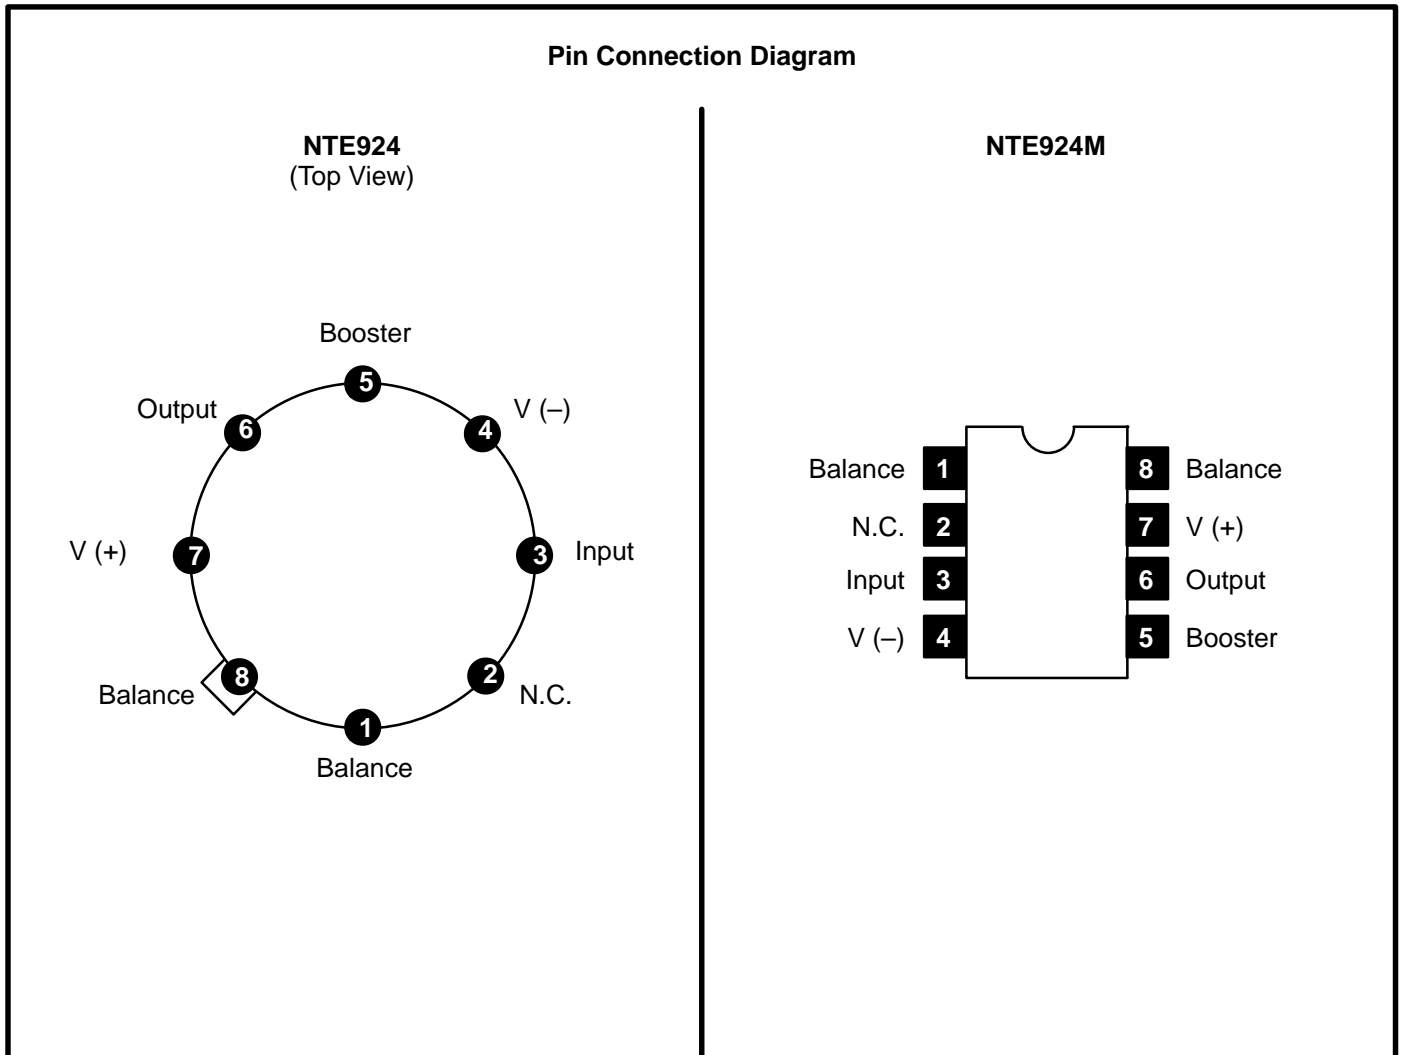 Pin Connection Diagram
NTE924
(Top View)
Booster
5
Output
6
V (–)
4
V (+)
7
3
Input
Balance
8
2
N.C.
1
Balance
NTE924M
Balance 1 8 Balance
N.C. 2 7 V (+)
Input 3 6 Output
V (–) 4 5 Booster